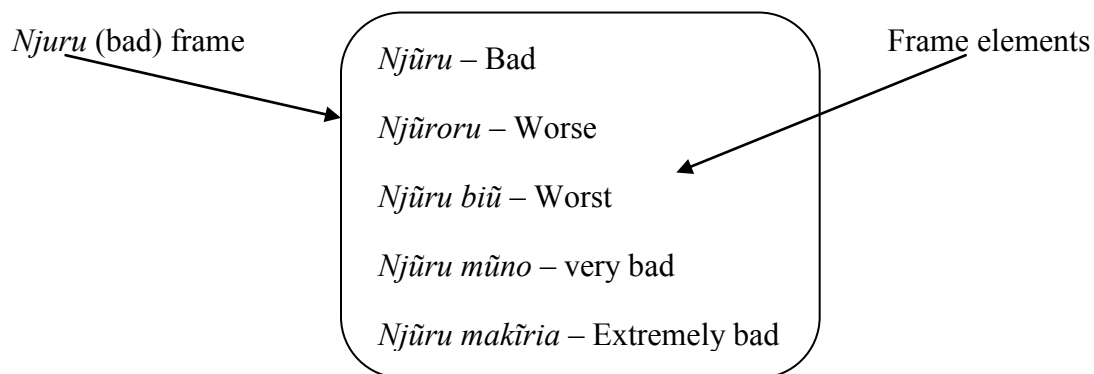 Njuru (bad) frame
Frame elements
Njũru – Bad
Njũroru – Worse
Njũru biũ – Worst
Njũru mũno – very bad
Njũru makĩria – Extremely bad